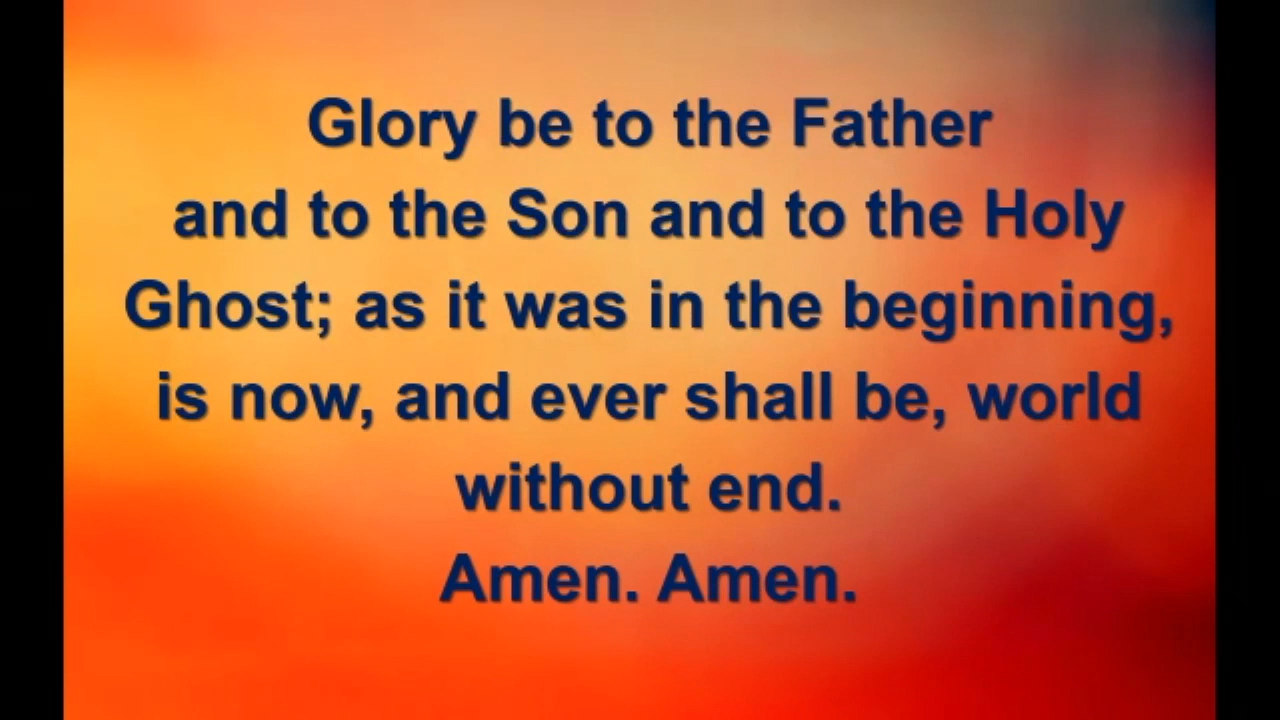 Glory be to the Father
and to the Son and to the Holy
Ghost; as it was in the beginning,
is now, and ever shall be, world
without end.
Amen. Amen.